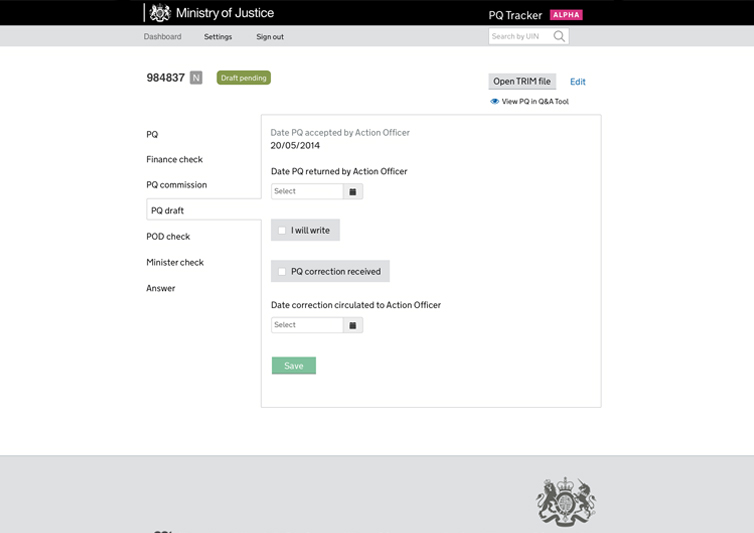 Ministry of Justice
PQ Tracker ALPHA
Dashboard Settings Sign out
Search by UIN
984837 N Draft pending
Open TRIM file Edit
View PQ in Q&A Tool
PQ
Finance check
PQ commission
PQ draft
POD check
Minister check
Answer
Date PQ accepted by Action Officer
20/05/2014
Date PQ returned by Action Officer
Select
I will write
PQ correction received
Date correction circulated to Action Officer
Select
Save